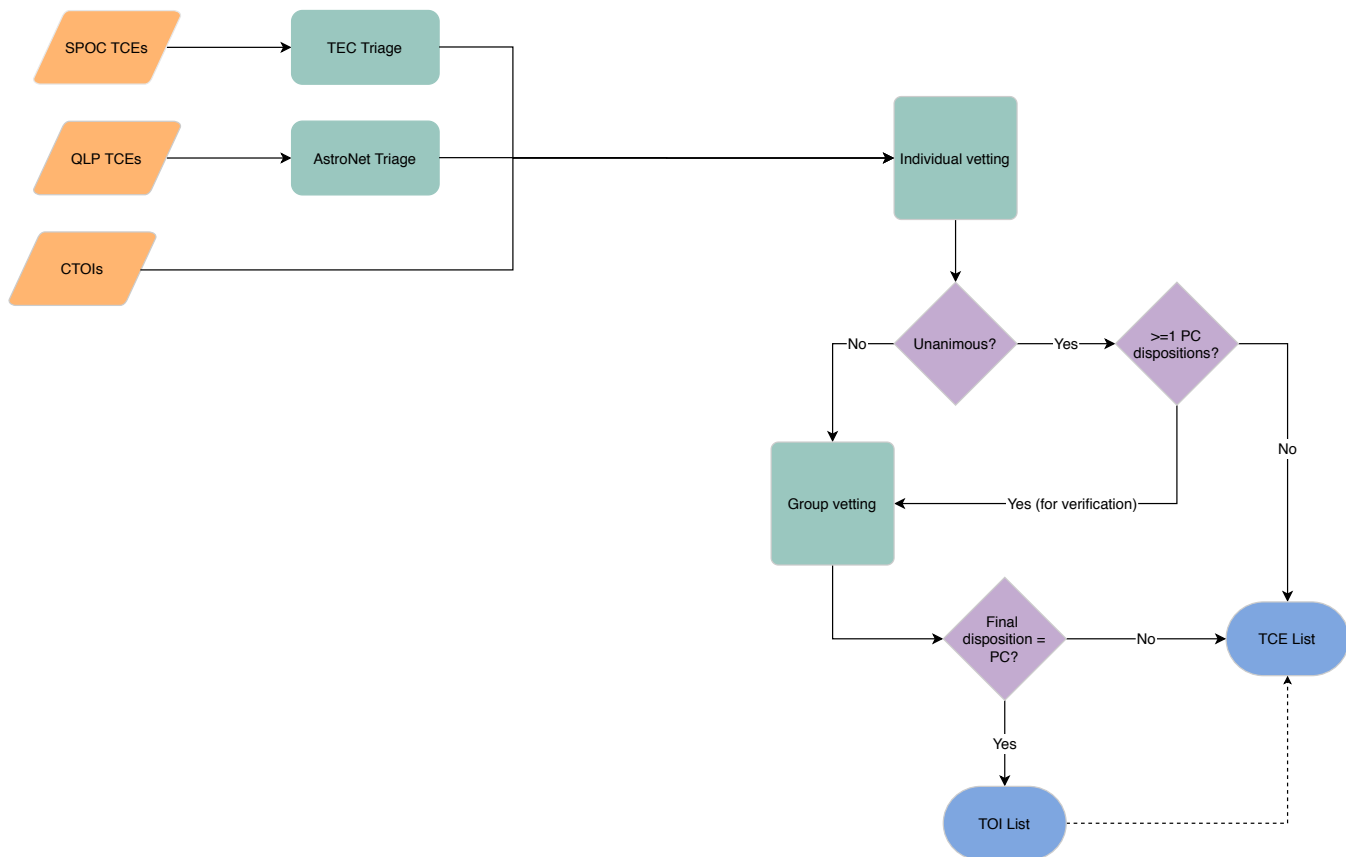 SPOC TCEs
TEC Triage
QLP TCEs
AstroNet Triage
Individual vetting
CTOIs
No
Unanimous?
Yes
>=1 PC
dispositions?
No
Group vetting
Yes (for verification)
Final
disposition =
PC?
No
TCE List
Yes
TOI List